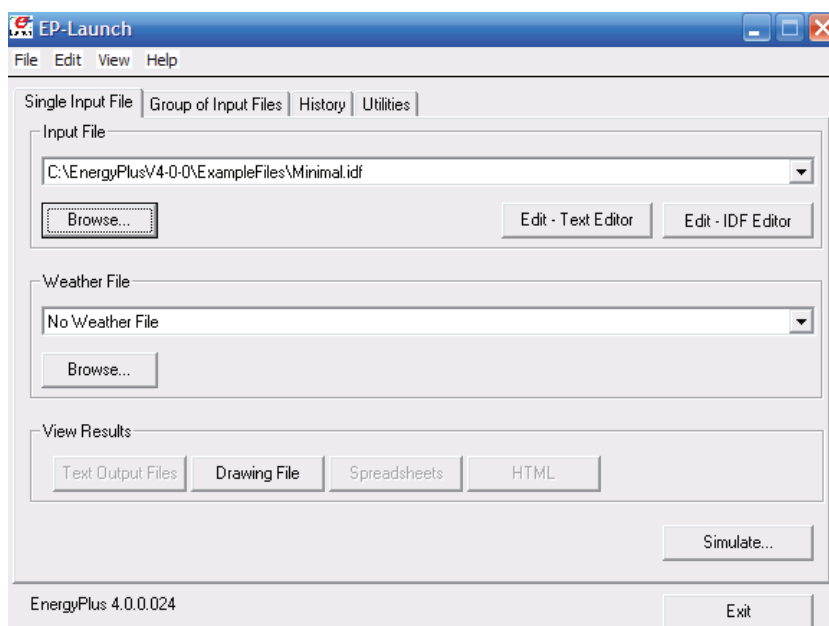 EP-Launch
File Edit View Help
Single Input File Group of Input Files History Utilities
Input File
C:\EnergyPlusV4-0-0\ExampleFiles\Minimal.idf
Browse... Edit - Text Editor Edit - IDF Editor
Weather File
No Weather File
Browse...
View Results
Text Output Files Drawing File Spreadsheets HTML
Simulate...
EnergyPlus 4.0.0.024 Exit